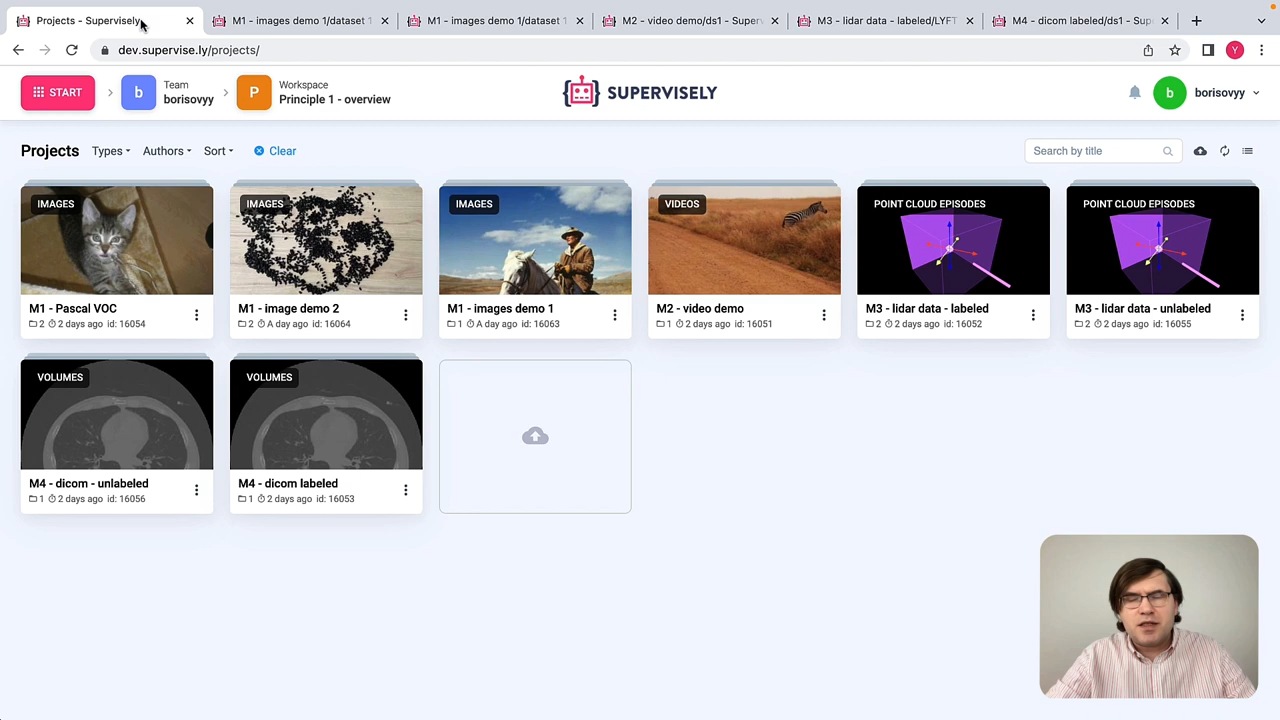 Projects - Supervisely
M1 - images demo 1/dataset 1
M1 - images demo 1/dataset
M2 - video demo/ds1 - Superv
M3 - lidar data - labeled/LYFT
M4 - dicom labeled/ds1 - Supe
dev.supervise.ly/projects/
Y
START
b
Team
borisovyy
P
Workspace
Principle 1 - overview
SUPERVISELY
b
borisovyy
Projects
Types
Authors
Sort
Clear
Search by title
IMAGES
IMAGES
IMAGES
VIDEOS
POINT CLOUD EPISODES
POINT CLOUD EPISODES
M1 - Pascal VOC
2 2 days ago id: 16054
M1 - image demo 2
2 A day ago id: 16064
M1 - images demo 1
1 A day ago id: 16063
M2 - video demo
1 2 days ago id: 16051
M3 - lidar data - labeled
2 2 days ago id: 16052
M3 - lidar data - unlabeled
2 2 days ago id: 16055
VOLUMES
VOLUMES
M4 - dicom - unlabeled
1 2 days ago id: 16056
M4 - dicom labeled
1 2 days ago id: 16053